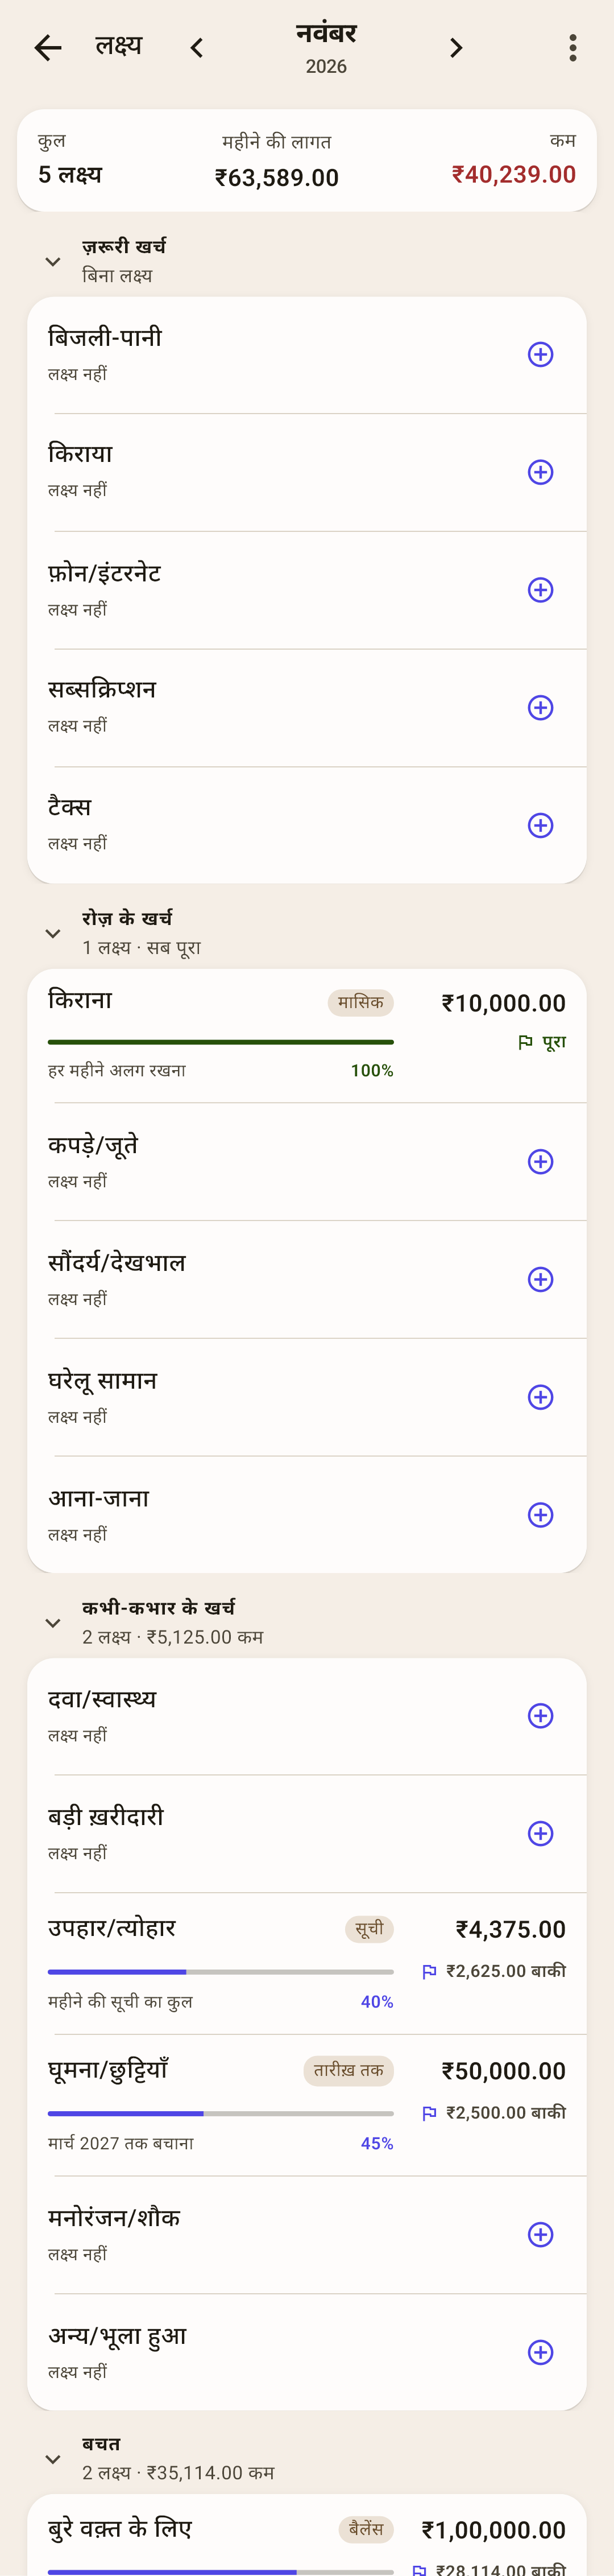 लक्ष्य
नवंबर
2026
कुल
महीने की लागत
कम
5 लक्ष्य
₹63,589.00
₹40,239.00
ज़रूरी खर्च
बिना लक्ष्य
बिजली-पानी
लक्ष्य नहीं
किराया
लक्ष्य नहीं
फ़ोन/इंटरनेट
लक्ष्य नहीं
सब्सक्रिप्शन
लक्ष्य नहीं
टैक्स
लक्ष्य नहीं
रोज़ के खर्च
1 लक्ष्य · सब पूरा
किराना
मासिक
₹10,000.00
पूरा
हर महीने अलग रखना
100%
कपड़े/जूते
लक्ष्य नहीं
सौंदर्य/देखभाल
लक्ष्य नहीं
घरेलू सामान
लक्ष्य नहीं
आना-जाना
लक्ष्य नहीं
कभी-कभार के खर्च
2 लक्ष्य · ₹5,125.00 कम
दवा/स्वास्थ्य
लक्ष्य नहीं
बड़ी ख़रीदारी
लक्ष्य नहीं
उपहार/त्योहार
सूची
₹4,375.00
₹2,625.00 बाकी
महीने की सूची का कुल
40%
घूमना/छुट्टियाँ
तारीख़ तक
₹50,000.00
₹2,500.00 बाकी
मार्च 2027 तक बचाना
45%
मनोरंजन/शौक
लक्ष्य नहीं
अन्य/भूला हुआ
लक्ष्य नहीं
बचत
2 लक्ष्य · ₹35,114.00 कम
बुरे वक़्त के लिए
बैलेंस
₹1,00,000.00
₹28,114.00 बाकी